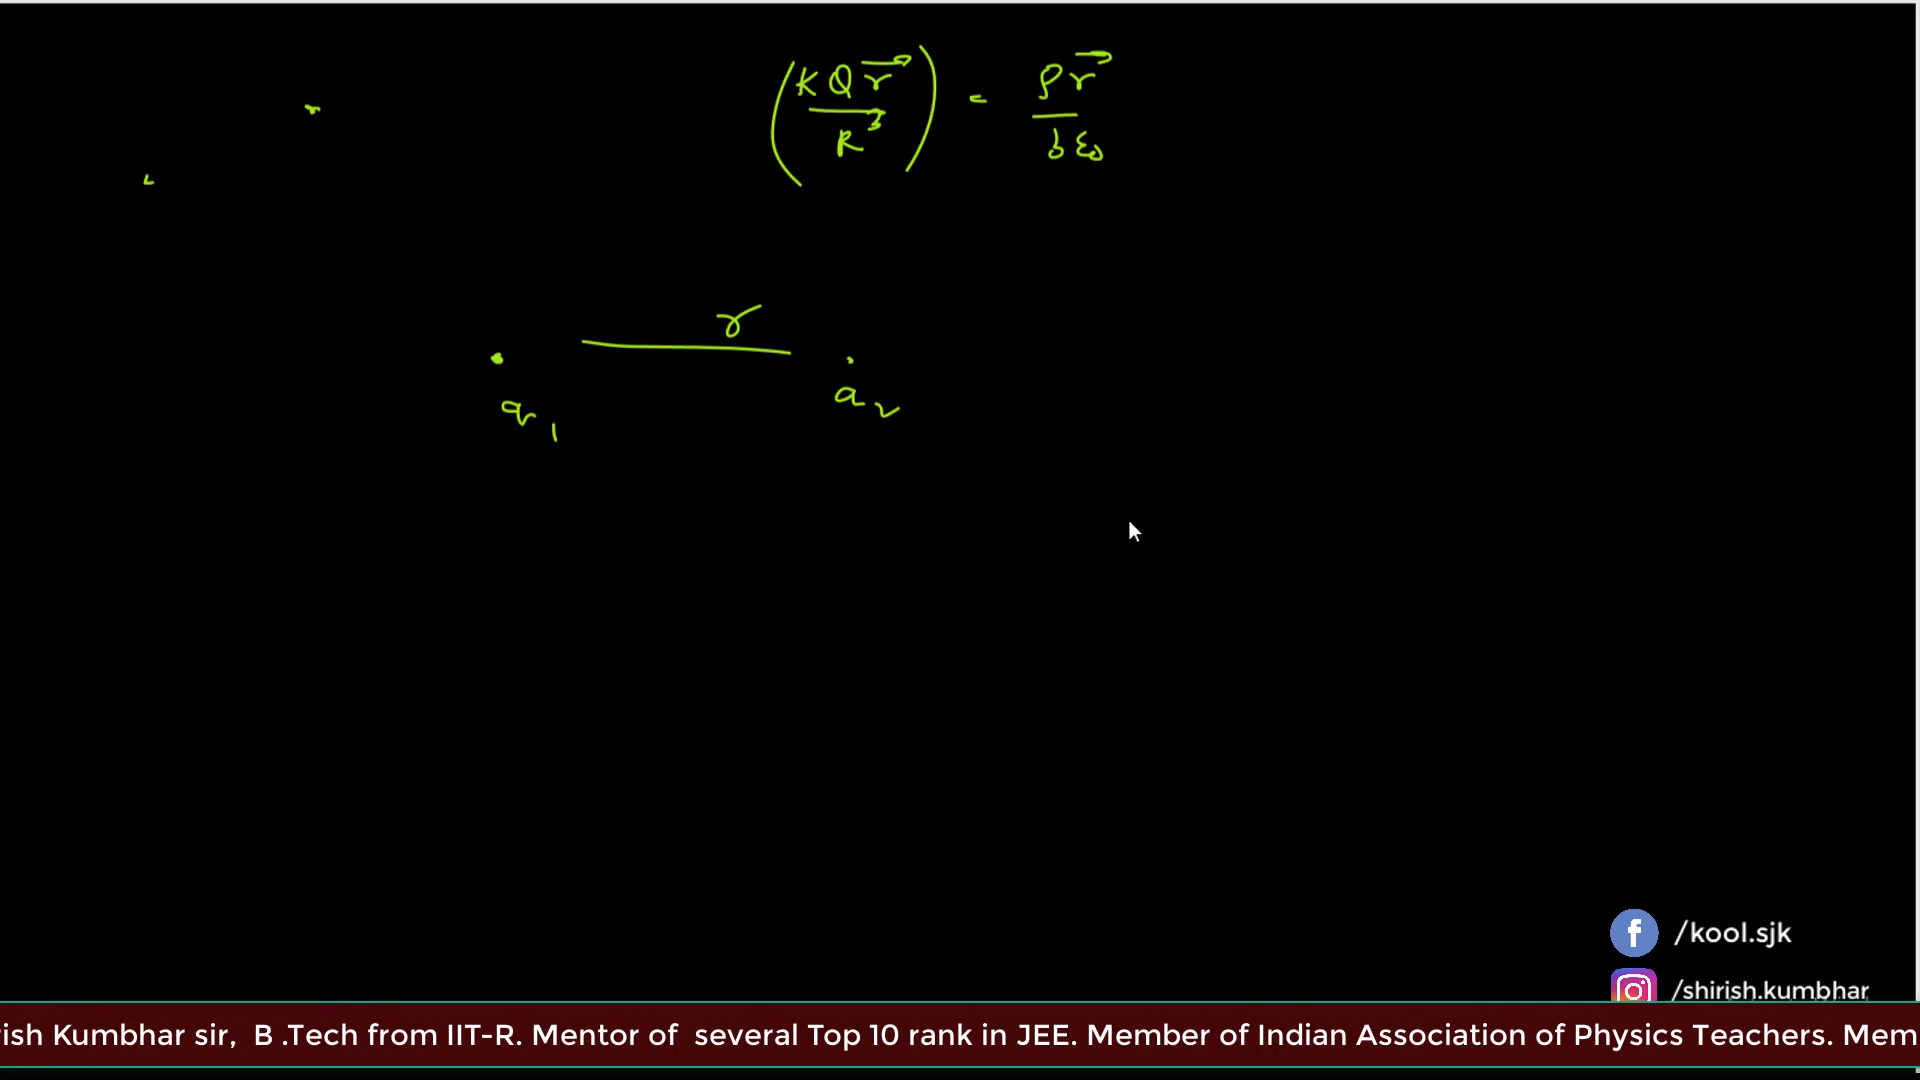 (KQr⃗/R³) = ρr⃗/3ε₀
r
q₁ q₂
/kool.sjk
/shirish.kumbhar
ish Kumbhar sir, B .Tech from IIT-R. Mentor of several Top 10 rank in JEE. Member of Indian Association of Physics Teachers. Mem